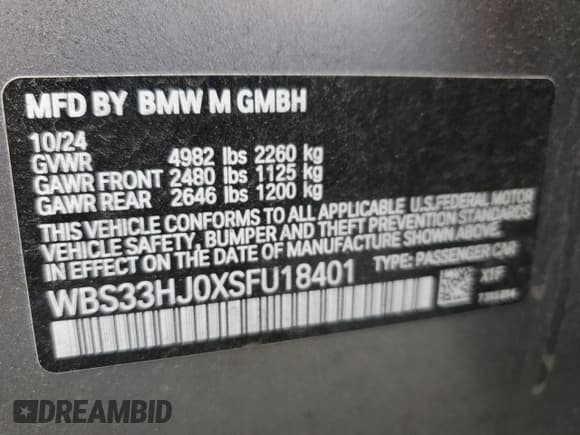 MFD BY BMW M GMBH
10/24
GVWR 4982 lbs 2260 kg
GAWR FRONT 2480 lbs 1125 kg
GAWR REAR 2646 lbs 1200 kg
THIS VEHICLE CONFORMS TO ALL APPLICABLE U.S.FEDERAL MOTOR
VEHICLE SAFETY, BUMPER AND THEFT PREVENTION STANDARDS
IN EFFECT ON THE DATE OF MANUFACTURE SHOWN ABOVE.
WBS33HJ0XSFU18401 TYPE: PASSENGER CAR
X1F
DREAMBID